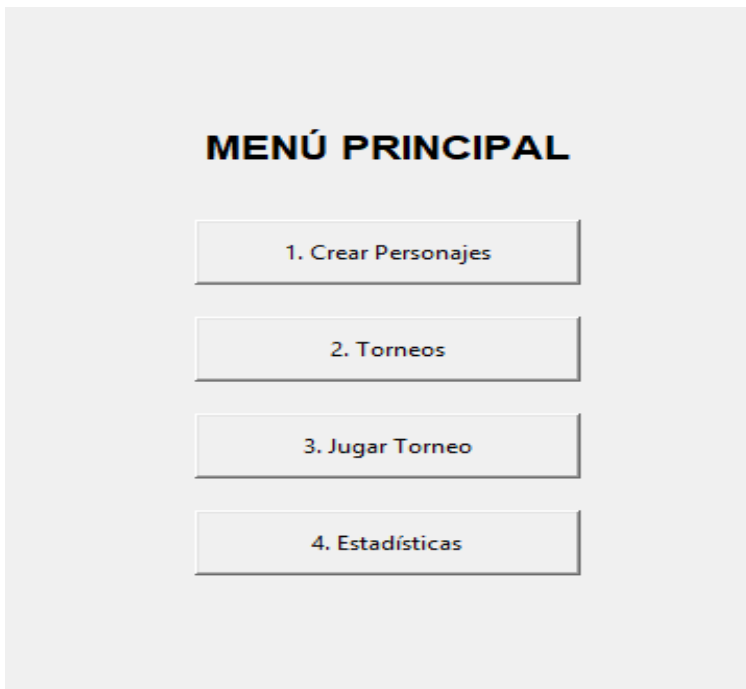 MENÚ PRINCIPAL
1. Crear Personajes
2. Torneos
3. Jugar Torneo
4. Estadísticas